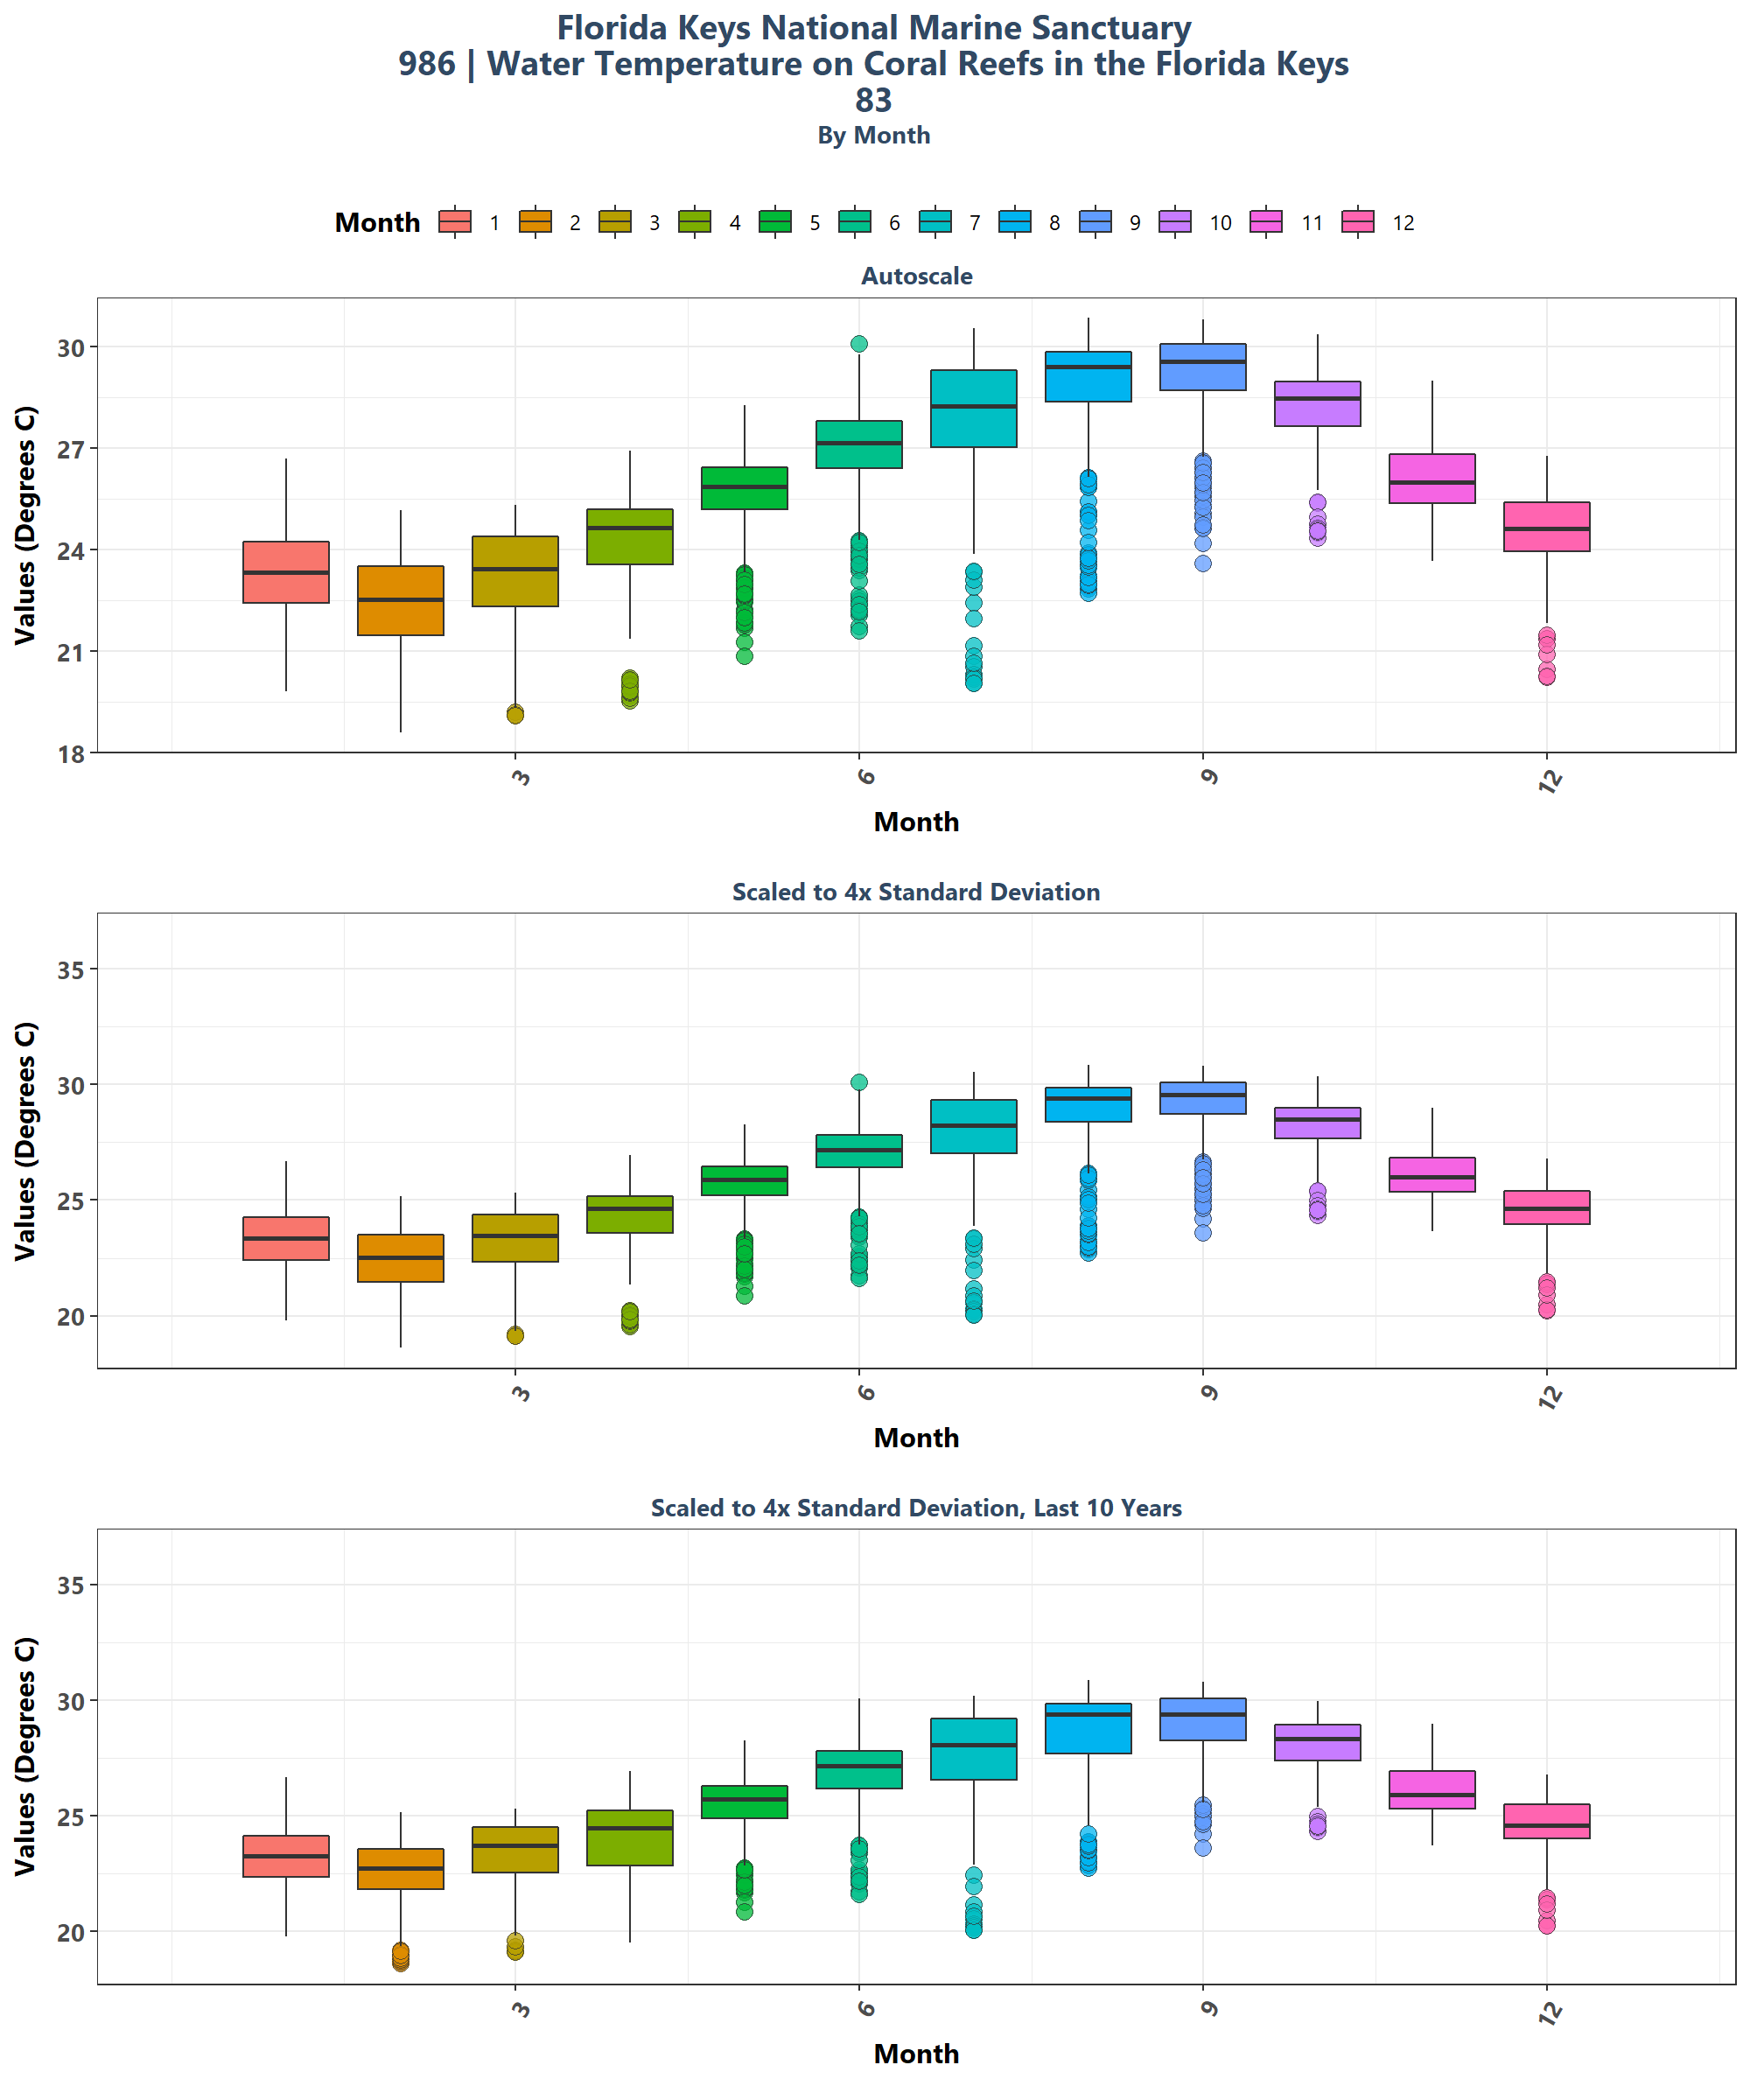 Florida Keys National Marine Sanctuary
986 | Water Temperature on Coral Reefs in the Florida Keys
83
By Month
Month 1 2 3 4 5 6 7 8 9 10 11 12
Autoscale
Values (Degrees C)
30
27
24
21
18
3 6 9 12
Month
Scaled to 4x Standard Deviation
Values (Degrees C)
35
30
25
20
3 6 9 12
Month
Scaled to 4x Standard Deviation, Last 10 Years
Values (Degrees C)
35
30
25
20
3 6 9 12
Month